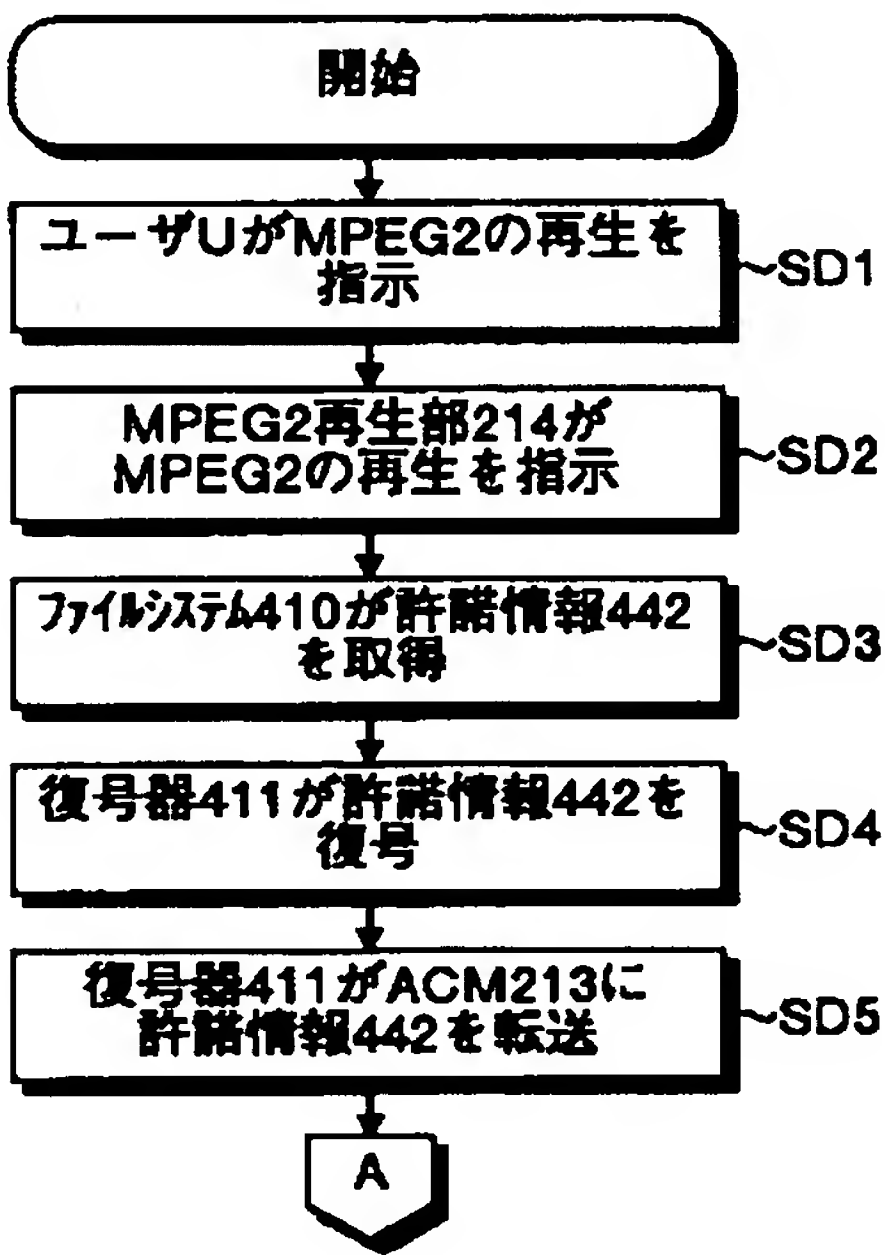 開始
ユーザUがMPEG2の再生を
指示
~SD1
MPEG2再生部214が
MPEG2の再生を指示
~SD2
ファイルシステム410が許諾情報442
を取得
~SD3
復号器411が許諾情報442を
復号
~SD4
復号器411がACM213に
許諾情報442を転送
~SD5
A